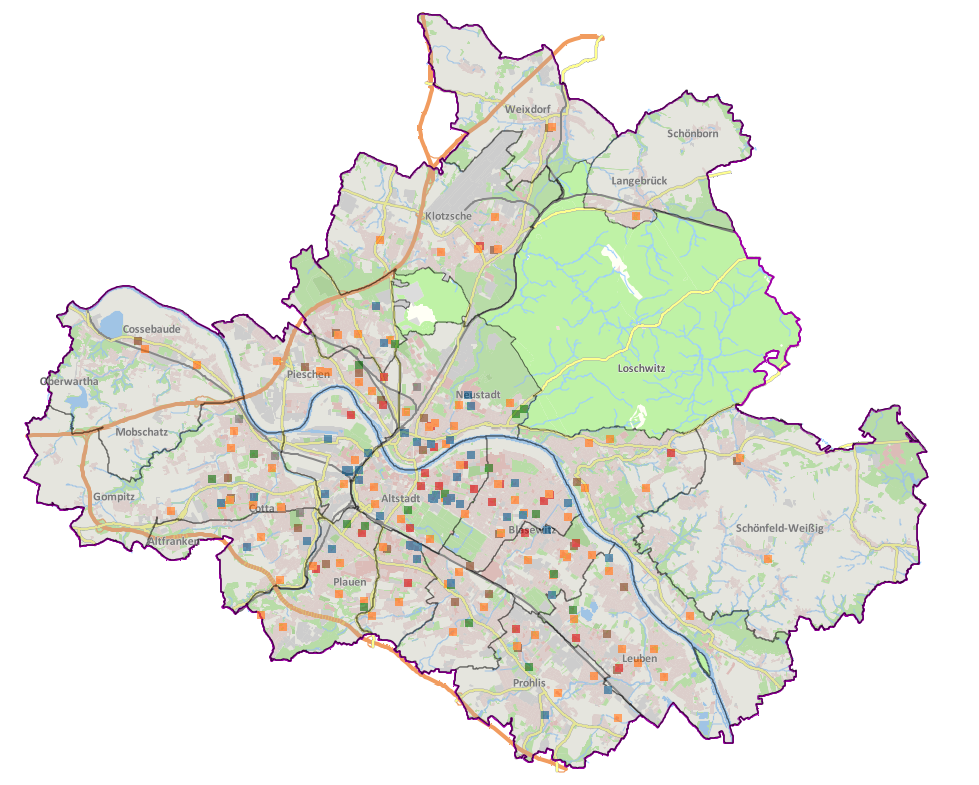 Weixdorf
Schönborn
Langebrück
Klotzsche
Cossebaude
Loschwitz
Oberwartha
Pieschen
Neustadt
Mobschatz
Gompitz
Altstadt
Cotta
Blasewitz
Schönfeld-Weißig
Altfranken
Plauen
Leuben
Prohlis